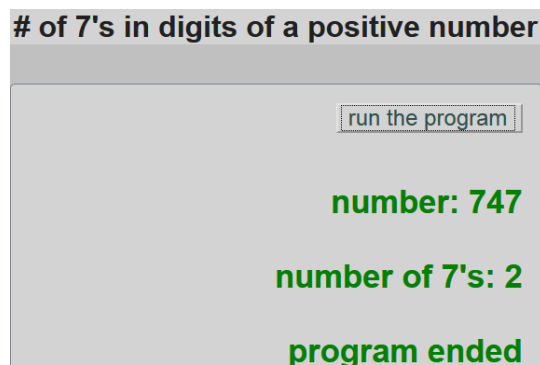 # of 7's in digits of a positive number
run the program
number: 747
number of 7's: 2
program ended